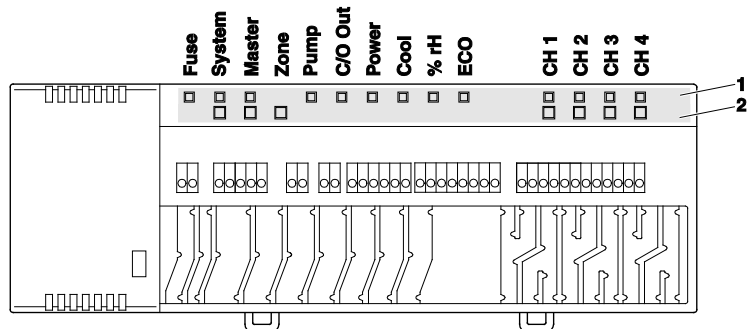 Fuse
System
Master
Zone
Pump
C/O Out
Power
Cool
% rH
ECO
CH 1
CH 2
CH 3
CH 4
1
2